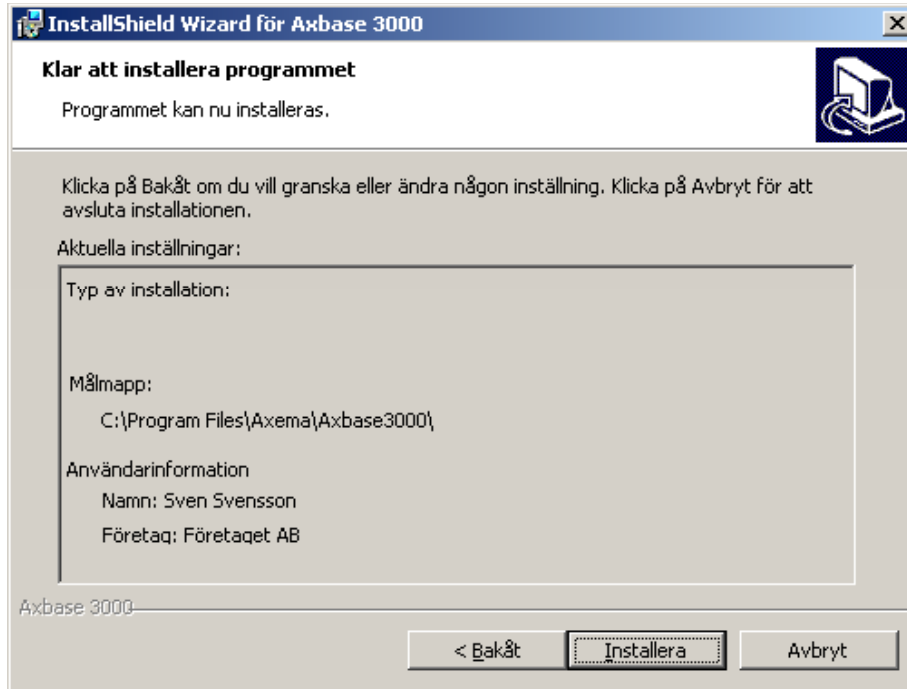 InstallShield Wizard för Axbase 3000
Klar att installera programmet
Programmet kan nu installeras.
Klicka på Bakåt om du vill granska eller ändra någon inställning. Klicka på Avbryt för att
avsluta installationen.
Aktuella inställningar:
Typ av installation:
Målmapp:
C:\Program Files\Axema\Axbase3000\
Användarinformation
Namn: Sven Svensson
Företag: Företaget AB
Axbase 3000
< Bakåt Installera Avbryt